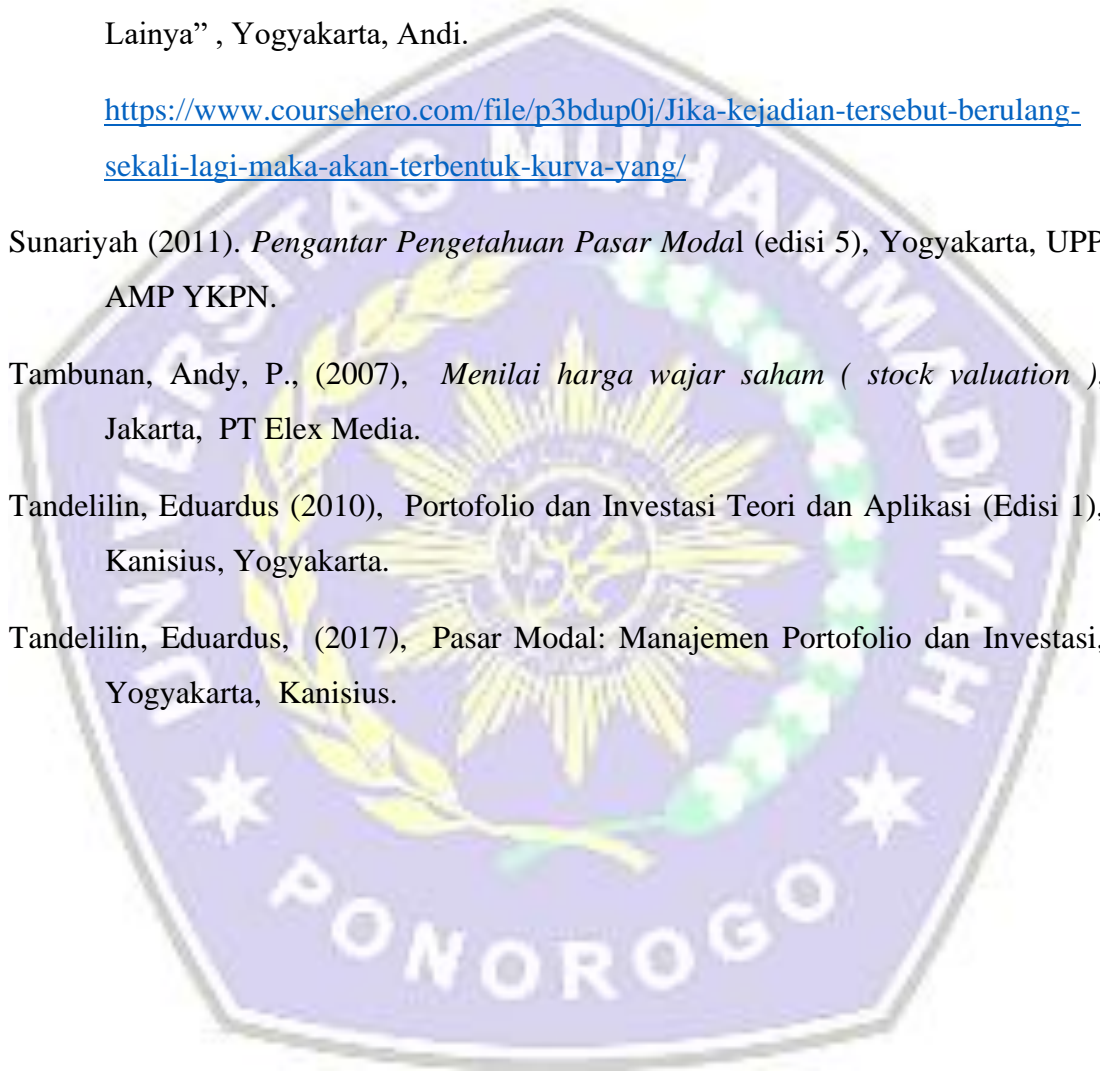 Lainya” , Yogyakarta, Andi.
https://www.coursehero.com/file/p3bdup0j/Jika-kejadian-tersebut-berulang-
sekali-lagi-maka-akan-terbentuk-kurva-yang/
Sunariyah (2011). Pengantar Pengetahuan Pasar Modal (edisi 5), Yogyakarta, UPP
AMP YKPN.
Tambunan, Andy, P., (2007), Menilai harga wajar saham ( stock valuation ).
Jakarta, PT Elex Media.
Tandelilin, Eduardus (2010), Portofolio dan Investasi Teori dan Aplikasi (Edisi 1),
Kanisius, Yogyakarta.
Tandelilin, Eduardus, (2017), Pasar Modal: Manajemen Portofolio dan Investasi,
Yogyakarta, Kanisius.
UNIVERSITAS MUHAMMADIYAH
PONOROGO